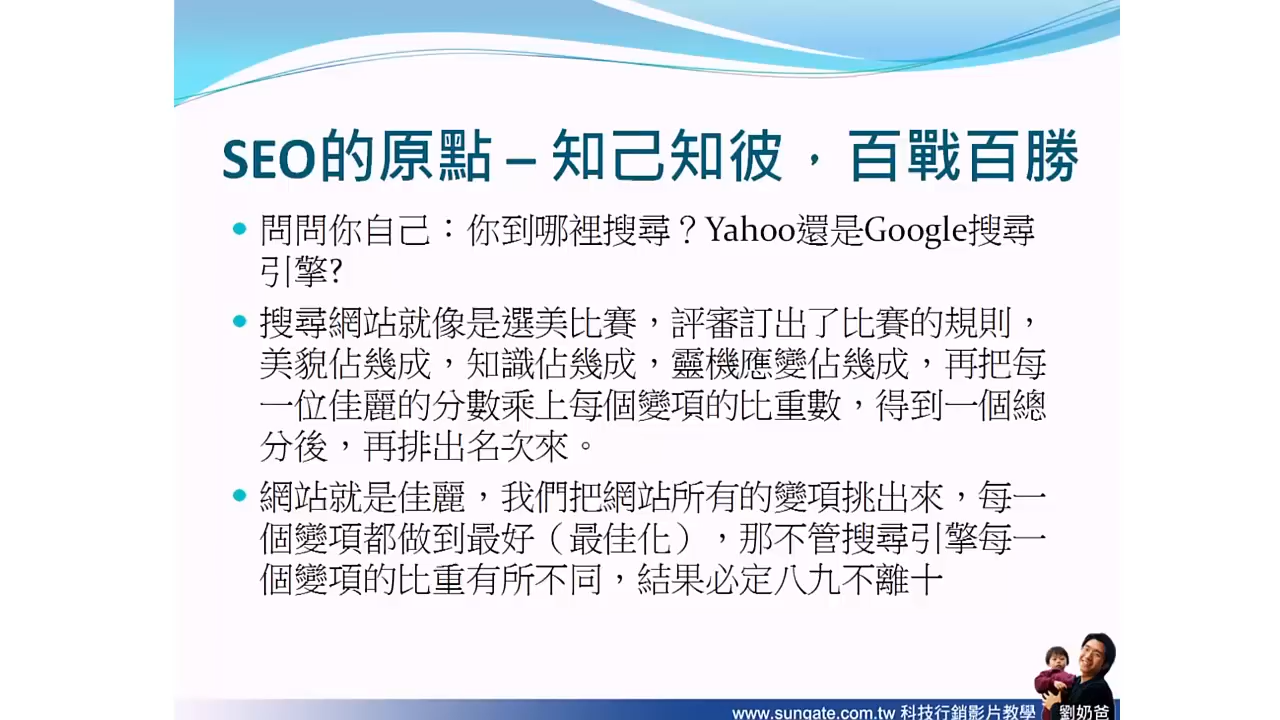 SEO的原點 – 知己知彼，百戰百勝
• 問問你自己：你到哪裡搜尋？Yahoo還是Google搜尋
引擎?
• 搜尋網站就像是選美比賽，評審訂出了比賽的規則，
美貌佔幾成，知識佔幾成，靈機應變佔幾成，再把每
一位佳麗的分數乘上每個變項的比重數，得到一個總
分後，再排出名次來。
• 網站就是佳麗，我們把網站所有的變項挑出來，每一
個變項都做到最好（最佳化），那不管搜尋引擎每一
個變項的比重有所不同，結果必定八九不離十
www.sungate.com.tw 科技行銷影片教學 劉奶爸